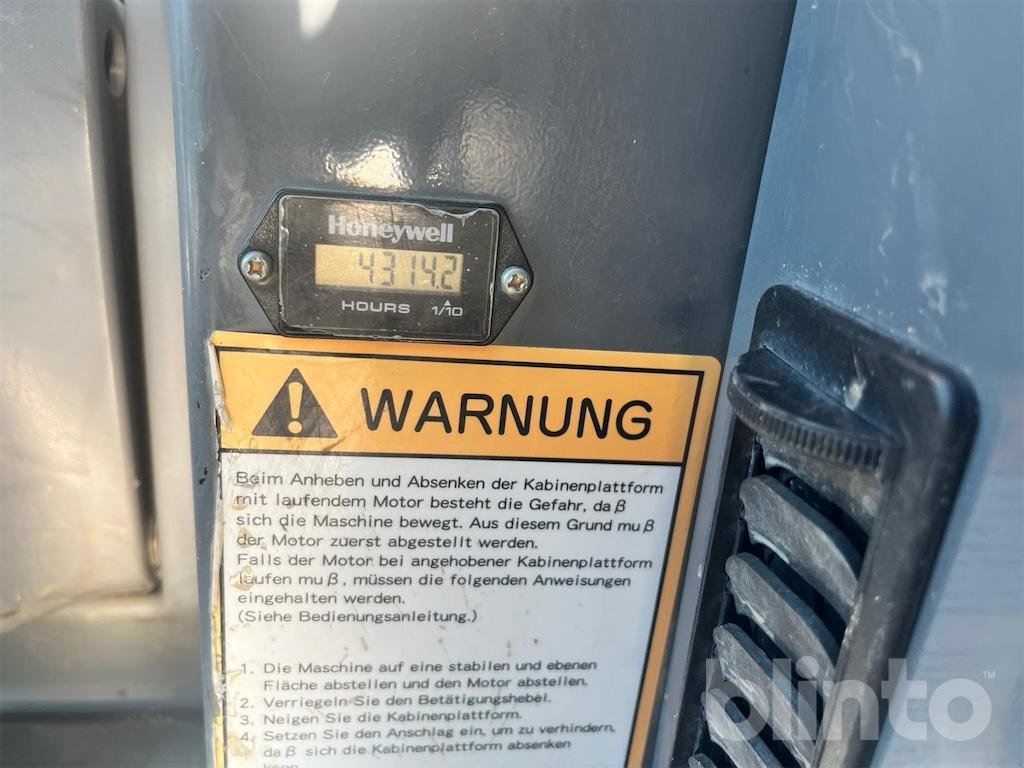 Honeywell
4314.2
HOURS 1/10
WARNUNG
Beim Anheben und Absenken der Kabinenplattform
mit laufendem Motor besteht die Gefahr, daβ
sich die Maschine bewegt. Aus diesem Grund muβ
der Motor zuerst abgestellt werden.
Falls der Motor bei angehobener Kabinenplattform
laufen muβ, müssen die folgenden Anweisungen
eingehalten werden.
(Siehe Bedienungsanleitung.)
1. Die Maschine auf eine stabilen und ebenen
Fläche abstellen und den Motor abstellen.
2. Verriegeln Sie den Betätigungshebel.
3. Neigen Sie die Kabinenplattform.
4. Setzen Sie den Anschlag ein, um zu verhindern,
daβ sich die Kabinenplattform absenken
kann.
blinto™